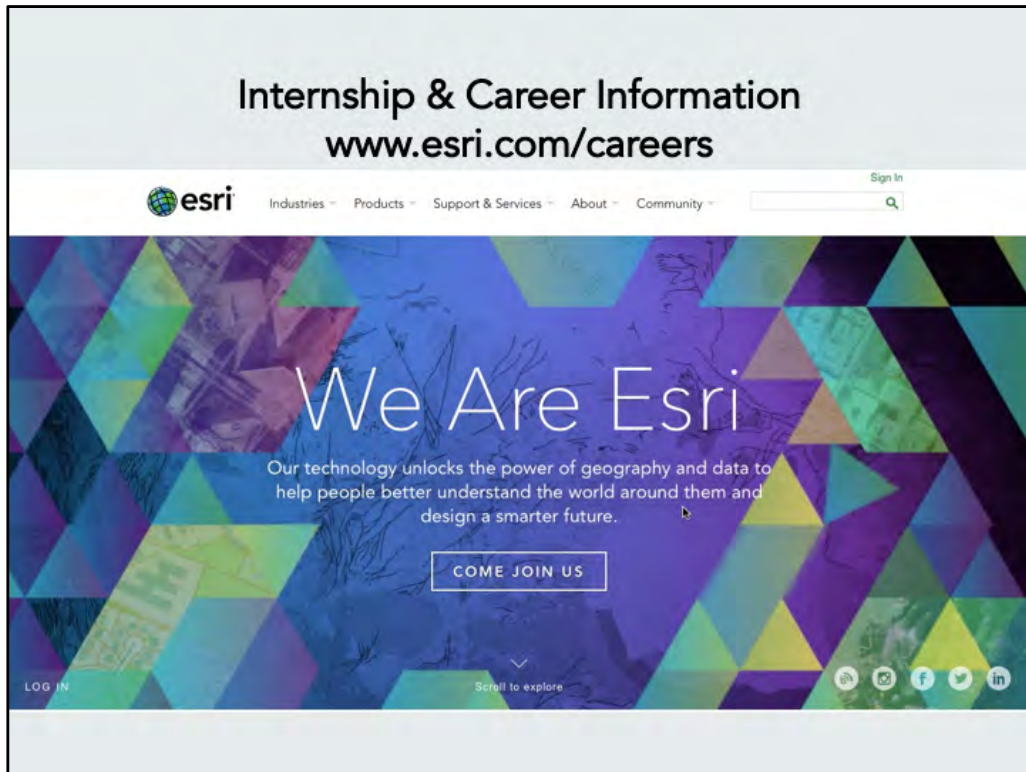 Internship & Career Information
www.esri.com/careers
Sign In
esri
Industries Products Support & Services About Community
We Are Esri
Our technology unlocks the power of geography and data to
help people better understand the world around them and
design a smarter future.
COME JOIN US
LOG IN
Scroll to explore
f
in